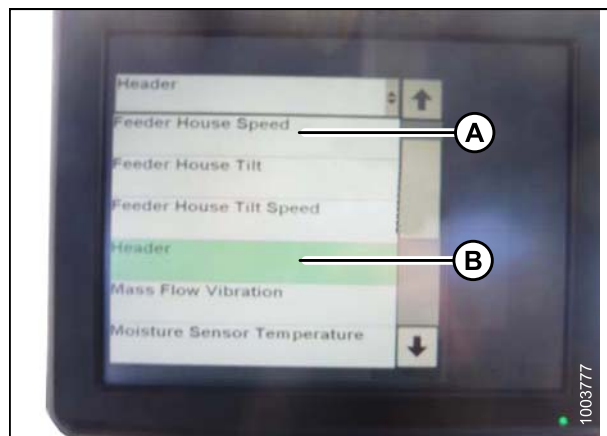 Header
Feeder House Speed
A
Feeder House Tilt
Feeder House Tilt Speed
Header
B
Mass Flow Vibration
Moisture Sensor Temperature
1003777